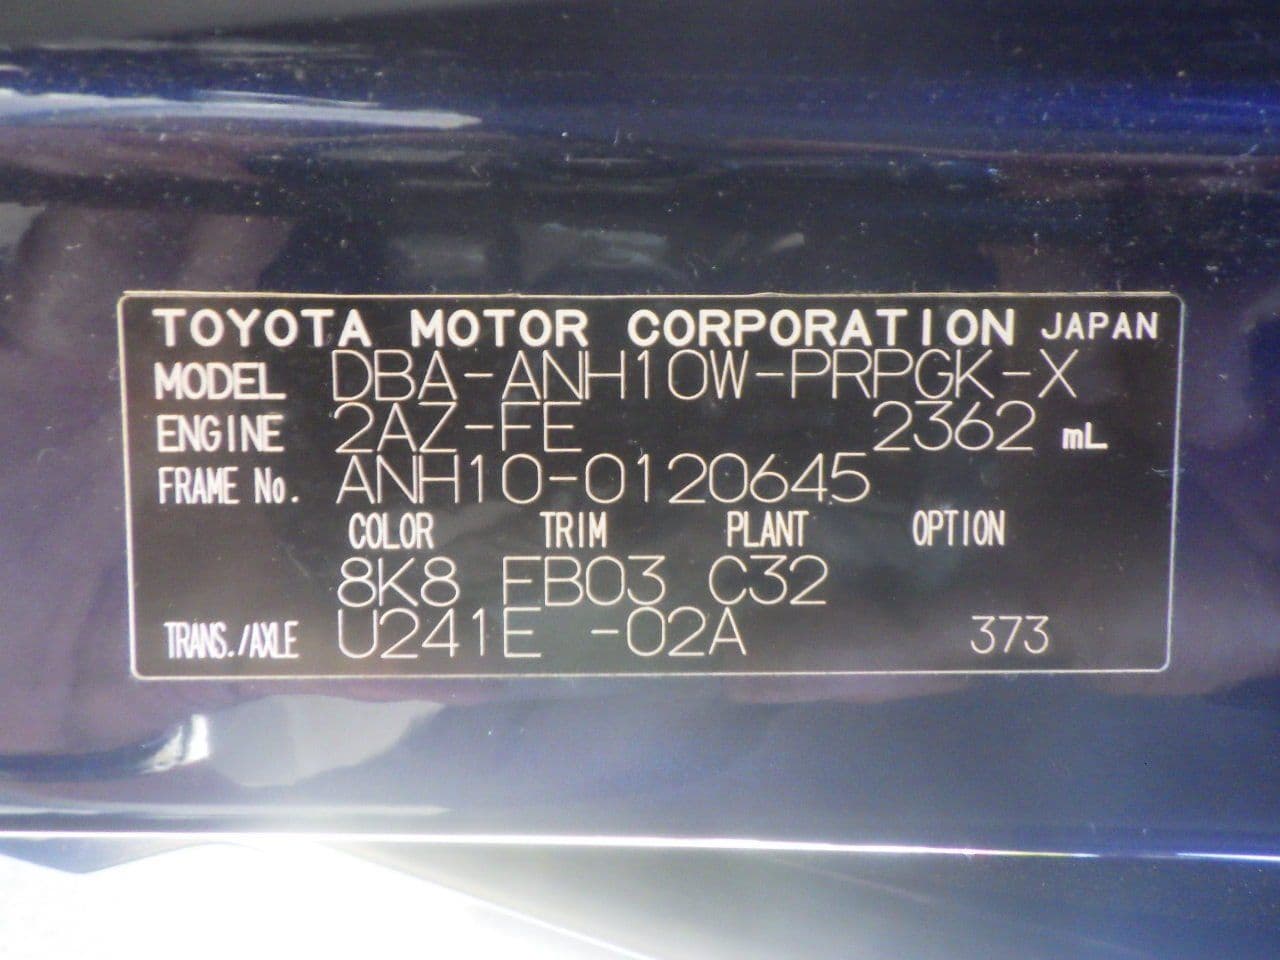 TOYOTA MOTOR CORPORATION JAPAN
MODEL DBA-ANH10W-PRPGK-X
ENGINE 2AZ-FE 2362 mL
FRAME No. ANH10-0120645
COLOR TRIM PLANT OPTION
8K8 FB03 C32
TRANS./AXLE U241E -02A 373